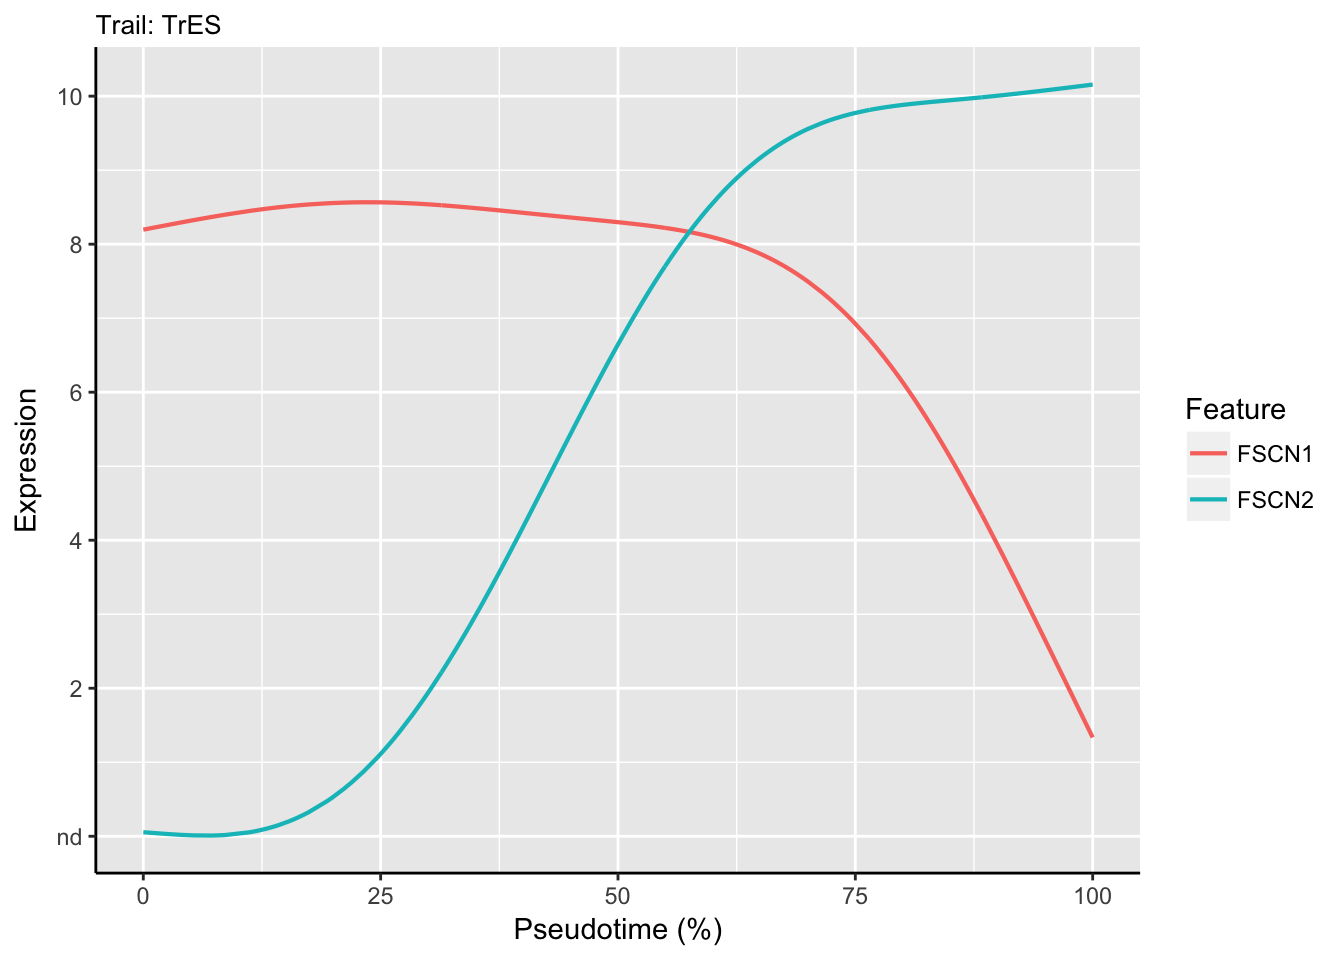 Trail: TrES
10
8
6
4
2
nd
Expression
0 25 50 75 100
Pseudotime (%)
Feature
FSCN1
FSCN2